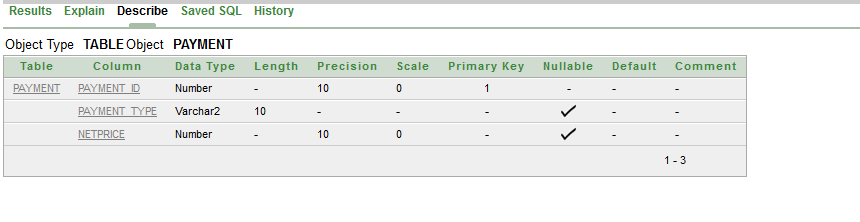 Results Explain Describe Saved SQL History
Object Type TABLE Object PAYMENT
Table Column Data Type Length Precision Scale Primary Key Nullable Default Comment
PAYMENT PAYMENT_ID Number - 10 0 1 - - -
PAYMENT_TYPE Varchar2 10 - - - ✓ - -
NETPRICE Number - 10 0 - ✓ - -
1 - 3